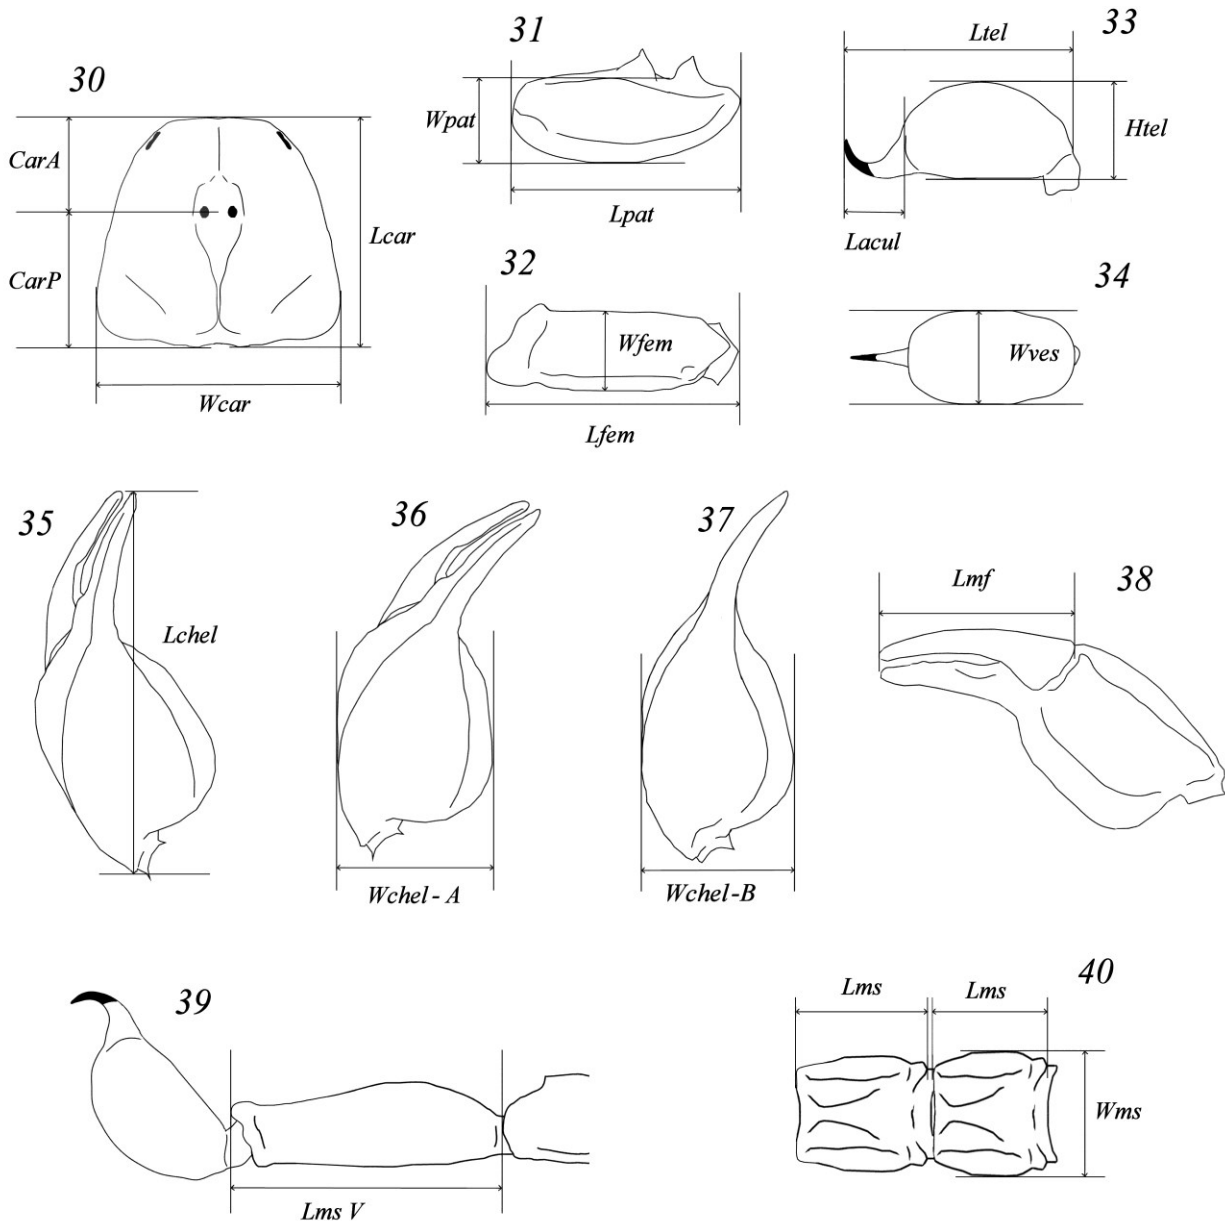 30
CarA
CarP
Lcar
Wcar
31
Wpat
Lpat
32
Wfem
Lfem
33
Ltel
Htel
Lacul
34
Wves
35
Lchel
36
Wchel - A
37
Wchel-B
38
Lmf
39
Lms V
40
Lms
Lms
Wms